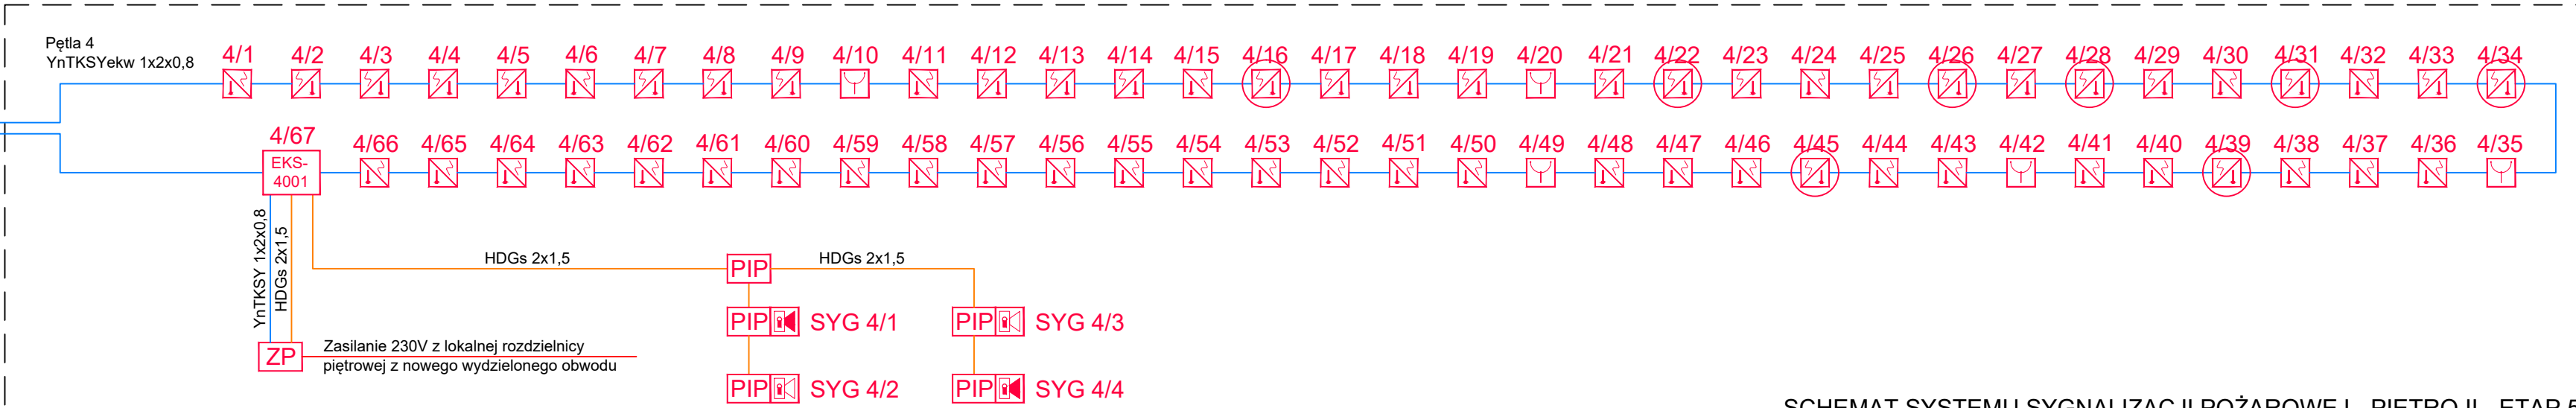 Pętla 4
YnTKSYekw 1x2x0,8
4/1 4/2 4/3 4/4 4/5 4/6 4/7 4/8 4/9 4/10 4/11 4/12 4/13 4/14 4/15 4/16 4/17 4/18 4/19 4/20 4/21 4/22 4/23 4/24 4/25 4/26 4/27 4/28 4/29 4/30 4/31 4/32 4/33 4/34
4/67 4/66 4/65 4/64 4/63 4/62 4/61 4/60 4/59 4/58 4/57 4/56 4/55 4/54 4/53 4/52 4/51 4/50 4/49 4/48 4/47 4/46 4/45 4/44 4/43 4/42 4/41 4/40 4/39 4/38 4/37 4/36 4/35
EKS-
4001
YnTKSY 1x2x0,8
HDGs 2x1,5
HDGs 2x1,5
PIP
HDGs 2x1,5
PIP SYG 4/1
PIP SYG 4/3
ZP
Zasilanie 230V z lokalnej rozdzielnicy
piętrowej z nowego wydzielonego obwodu
PIP SYG 4/2
PIP SYG 4/4
SCHEMAT SYSTEMU SYGNALIZACJI POŻAROWEJ - PIĘTRO II - ETAP